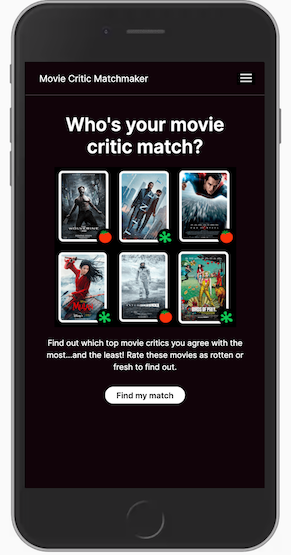 Movie Critic Matchmaker
Who's your movie
critic match?
Find out which top movie critics you agree with the
most...and the least! Rate these movies as rotten or
fresh to find out.
Find my match